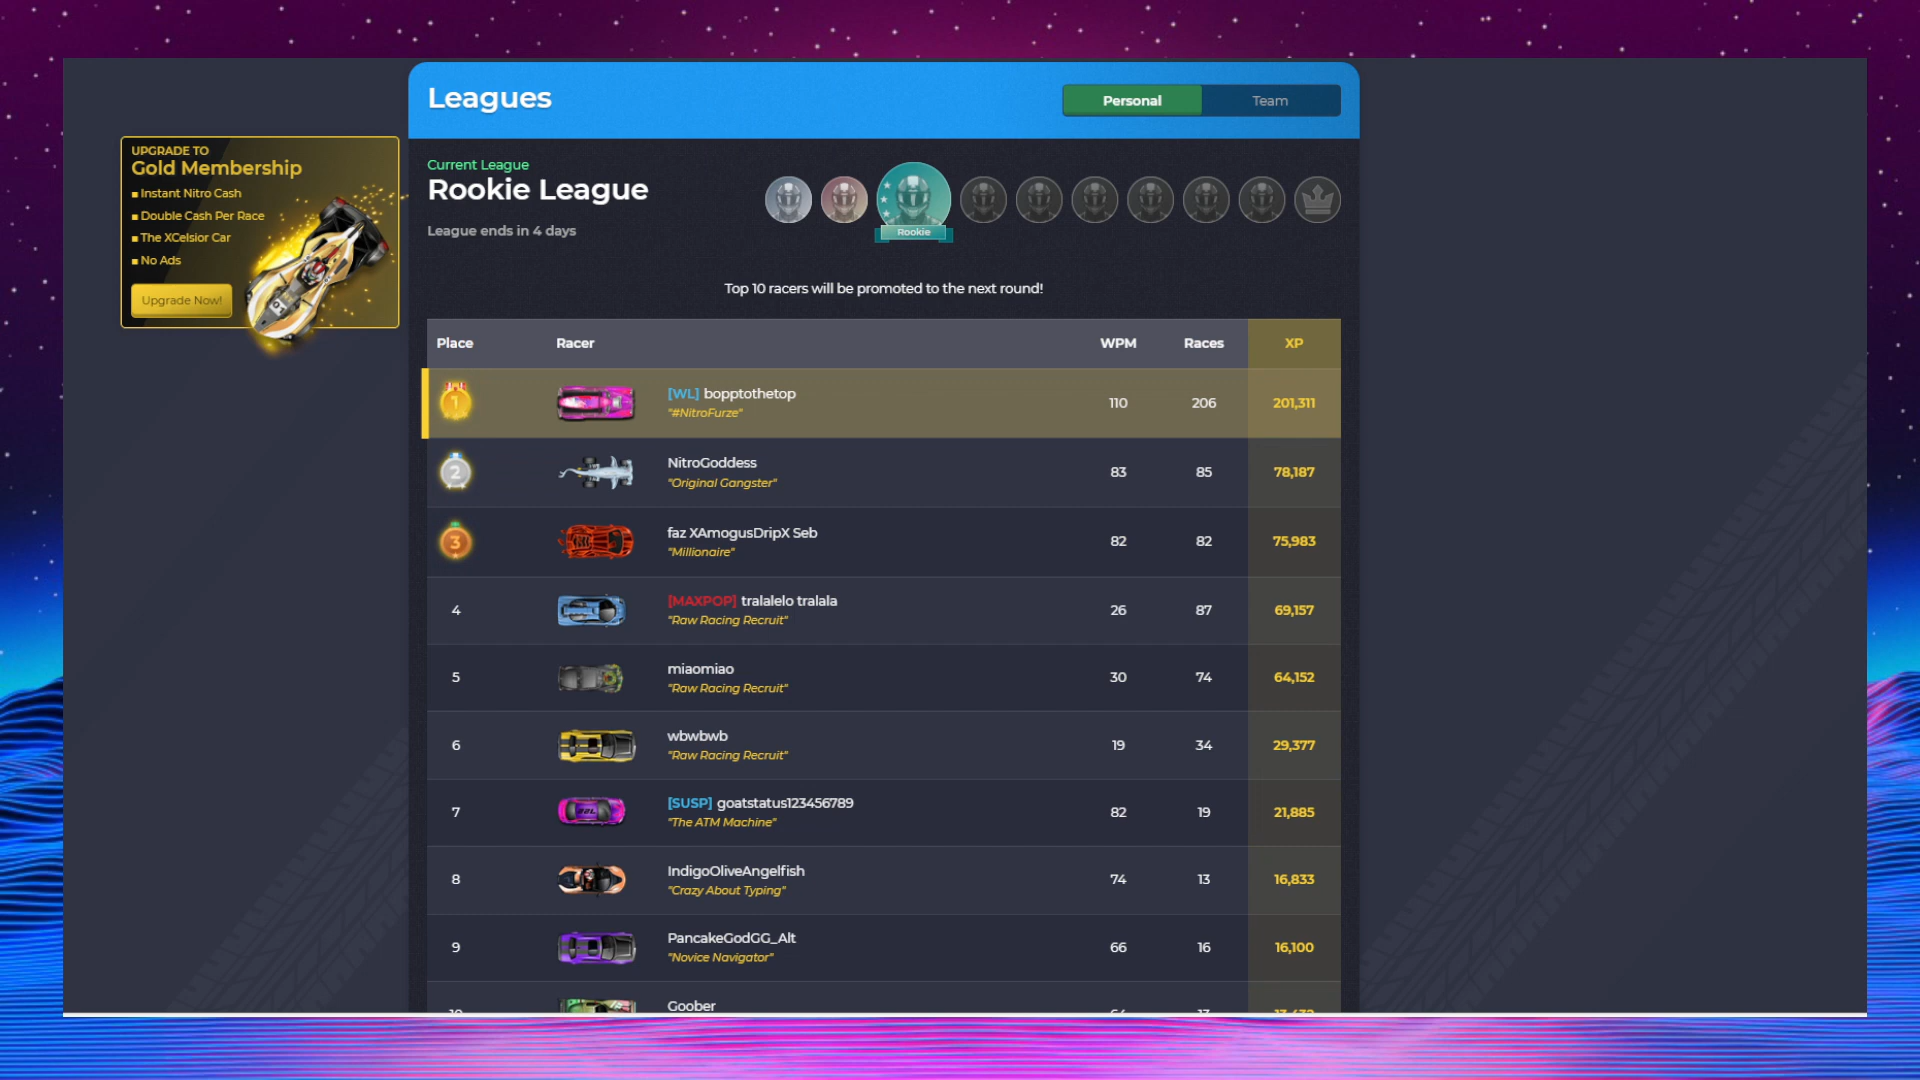 Leagues
Personal
Team
UPGRADE TO
Gold Membership
Instant Nitro Cash
Double Cash Per Race
The XCelsior Car
No Ads
Upgrade Now!
Current League
Rookie League
League ends in 4 days
Rookie
Top 10 racers will be promoted to the next round!
Place Racer WPM Races XP
1 [WL] bopptothetop 110 206 201,311
"#NitroFurze"
2 NitroGoddess 83 85 78,187
"Original Gangster"
3 faz XAmogusDripX Seb 82 82 75,983
"Millionaire"
4 [MAXPOP] tralalelo tralala 26 87 69,157
"Raw Racing Recruit"
5 miaomiao 30 74 64,152
"Raw Racing Recruit"
6 wbwbwb 19 34 29,377
"Raw Racing Recruit"
7 [SUSP] goatstatus123456789 82 19 21,885
"The ATM Machine"
8 IndigoOliveAngelfish 74 13 16,833
"Crazy About Typing"
9 PancakeGodGG_Alt 66 16 16,100
"Novice Navigator"
Goober